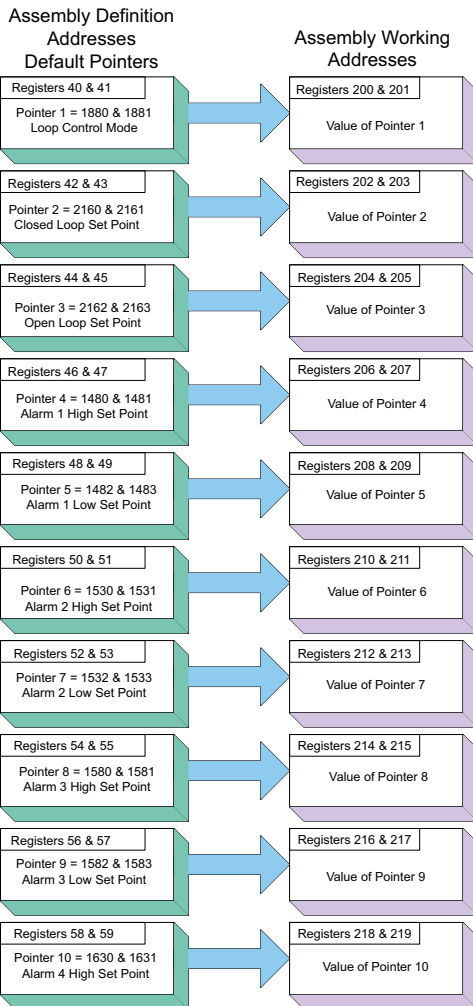 Assembly Definition
Addresses
Default Pointers
Assembly Working
Addresses
Registers 40 & 41
Pointer 1 = 1880 & 1881
Loop Control Mode
Registers 200 & 201
Value of Pointer 1
Registers 42 & 43
Pointer 2 = 2160 & 2161
Closed Loop Set Point
Registers 202 & 203
Value of Pointer 2
Registers 44 & 45
Pointer 3 = 2162 & 2163
Open Loop Set Point
Registers 204 & 205
Value of Pointer 3
Registers 46 & 47
Pointer 4 = 1480 & 1481
Alarm 1 High Set Point
Registers 206 & 207
Value of Pointer 4
Registers 48 & 49
Pointer 5 = 1482 & 1483
Alarm 1 Low Set Point
Registers 208 & 209
Value of Pointer 5
Registers 50 & 51
Pointer 6 = 1530 & 1531
Alarm 2 High Set Point
Registers 210 & 211
Value of Pointer 6
Registers 52 & 53
Pointer 7 = 1532 & 1533
Alarm 2 Low Set Point
Registers 212 & 213
Value of Pointer 7
Registers 54 & 55
Pointer 8 = 1580 & 1581
Alarm 3 High Set Point
Registers 214 & 215
Value of Pointer 8
Registers 56 & 57
Pointer 9 = 1582 & 1583
Alarm 3 Low Set Point
Registers 216 & 217
Value of Pointer 9
Registers 58 & 59
Pointer 10 = 1630 & 1631
Alarm 4 High Set Point
Registers 218 & 219
Value of Pointer 10